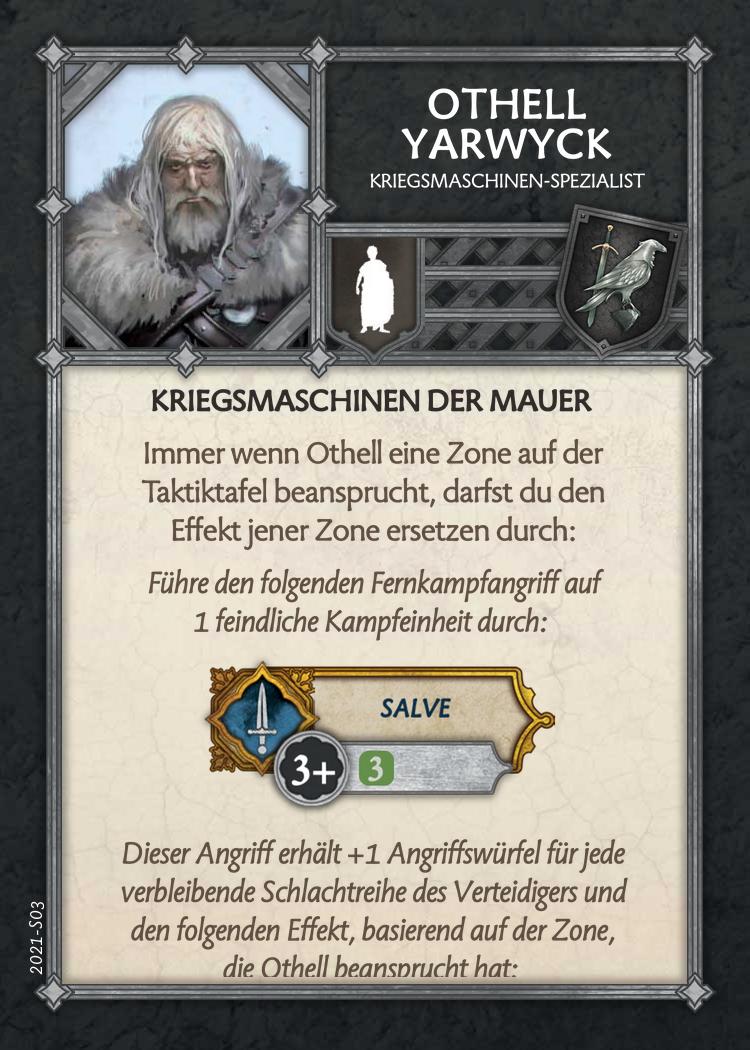 OTHELL
YARWYCK
KRIEGSMASCHINEN-SPEZIALIST
KRIEGSMASCHINEN DER MAUER
Immer wenn Othell eine Zone auf der
Taktiktafel beansprucht, darfst du den
Effekt jener Zone ersetzen durch:
Führe den folgenden Fernkampfangriff auf
1 feindliche Kampfeinheit durch:
SALVE
3+ 3
Dieser Angriff erhält +1 Angriffswürfel für jede
verbleibende Schlachtreihe des Verteidigers und
den folgenden Effekt, basierend auf der Zone,
die Othell beansprucht hat:
2021-S03